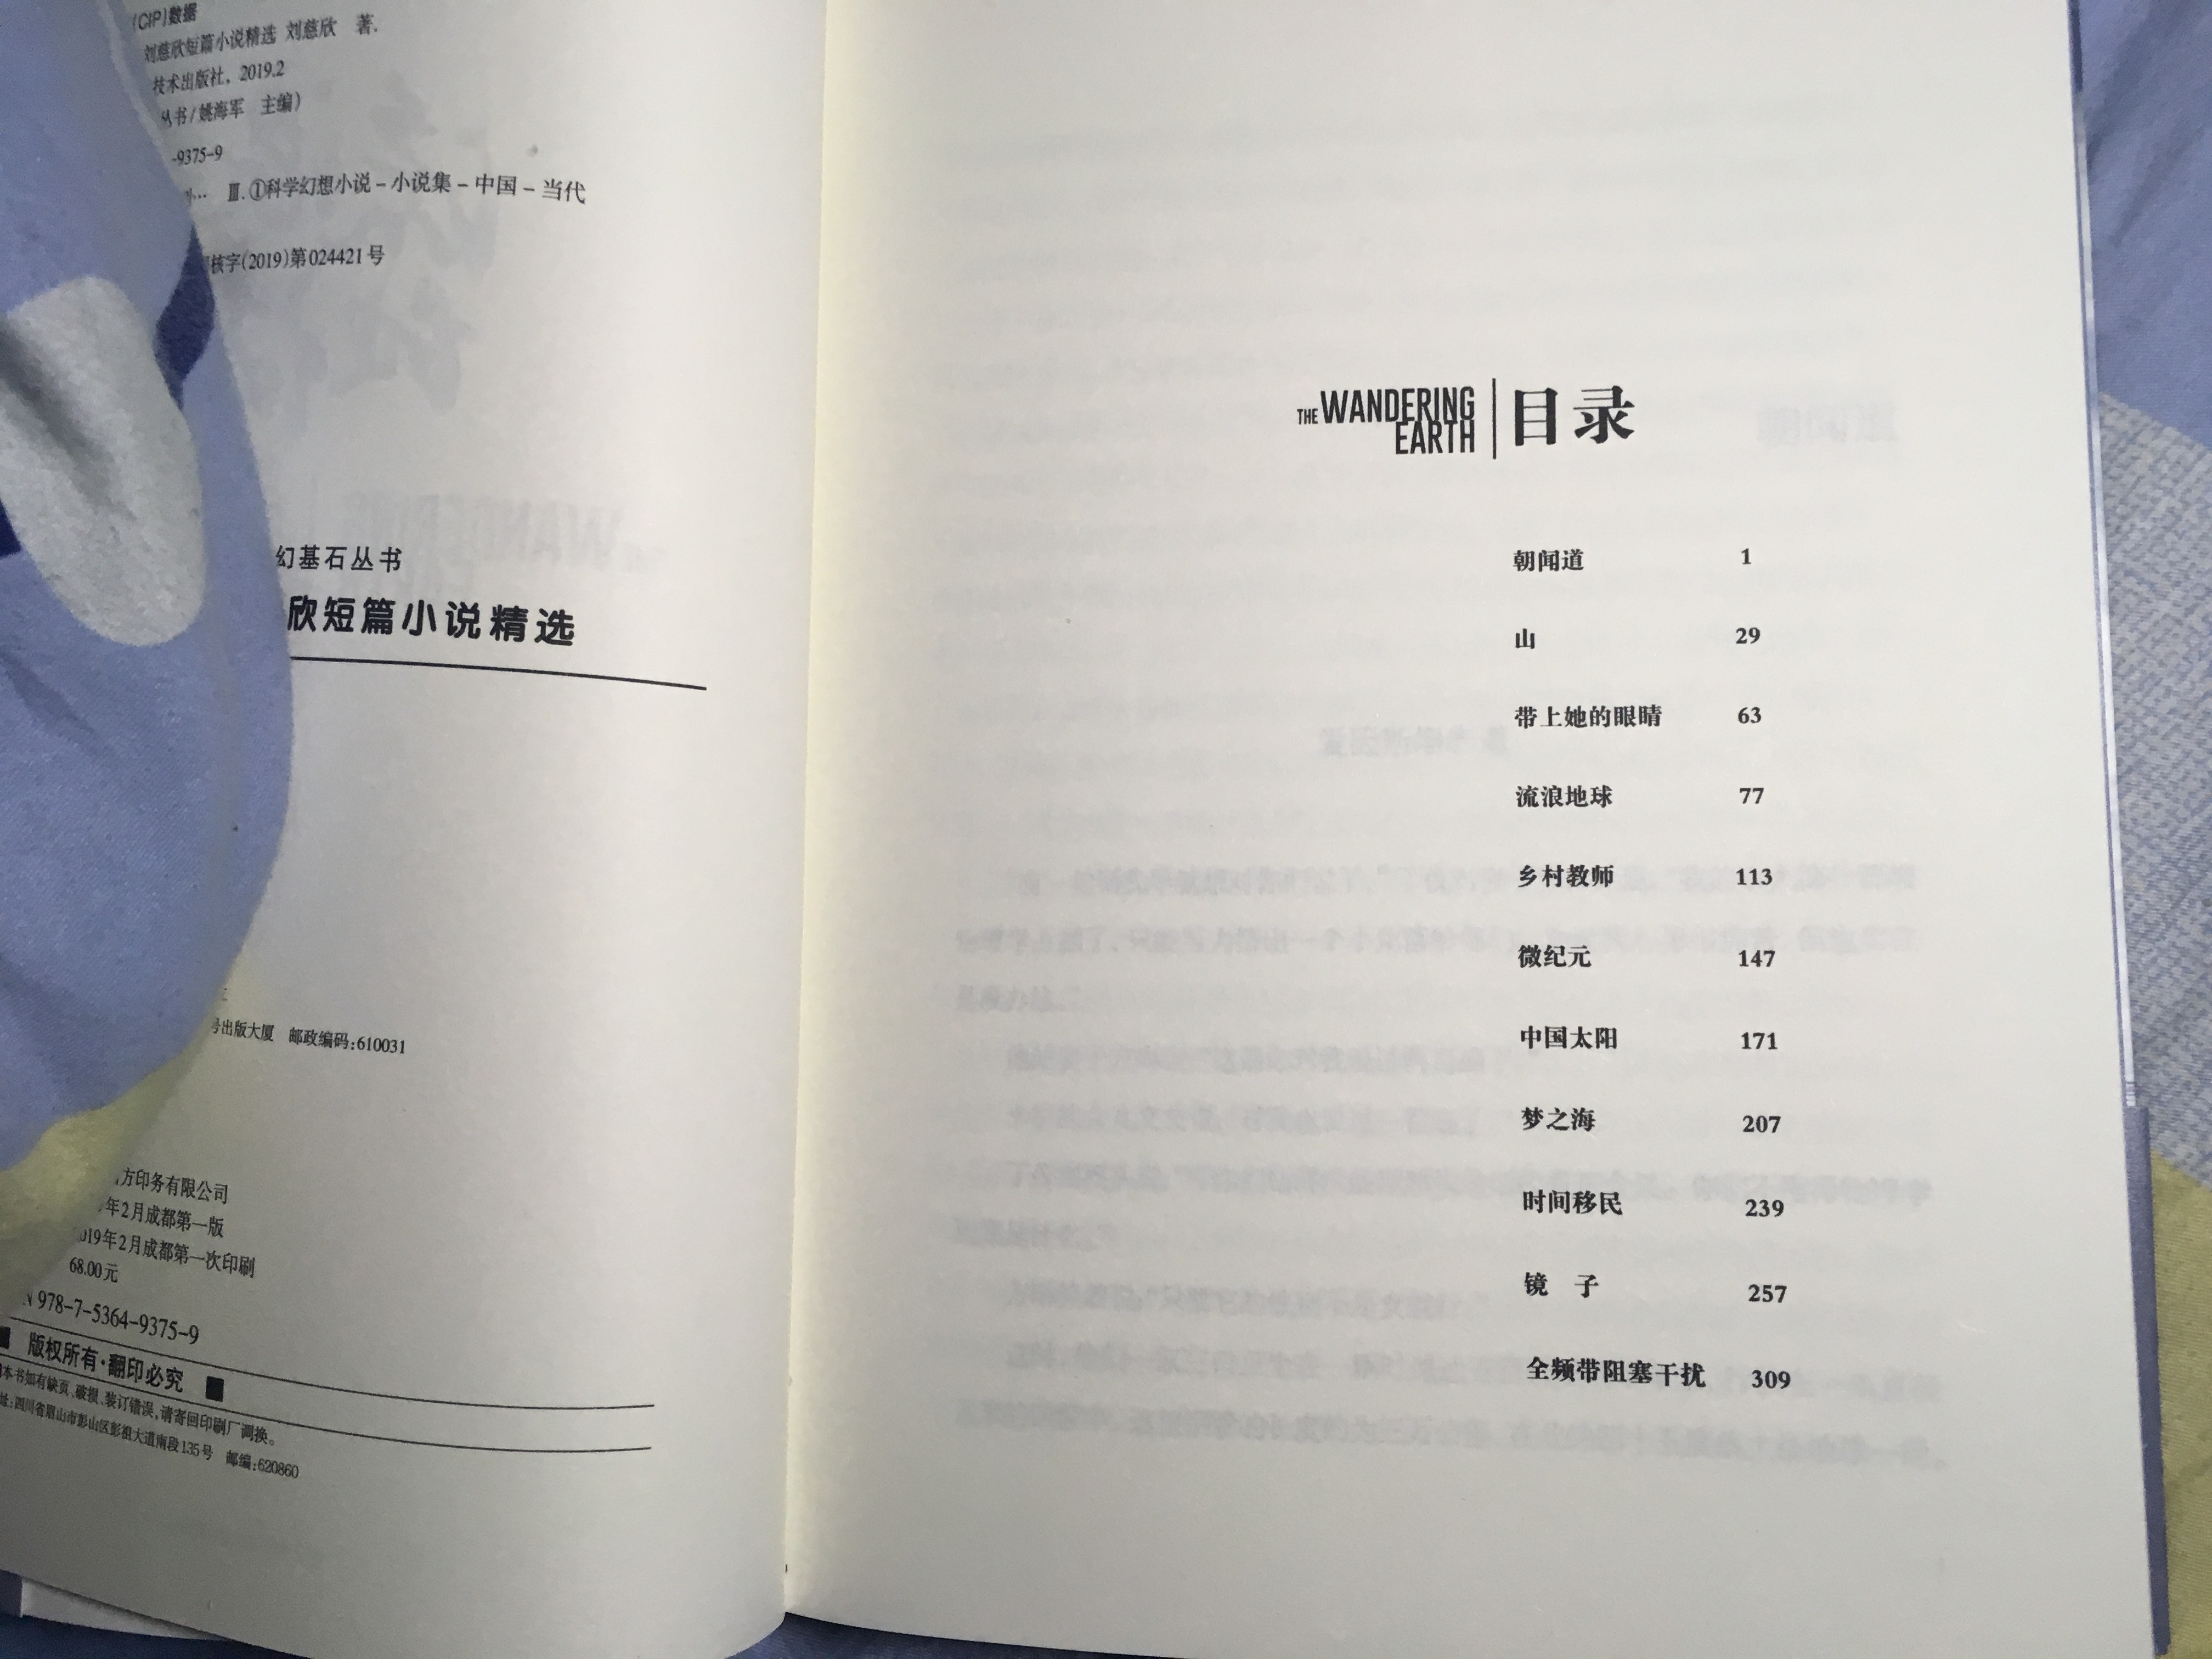 (CIP)数据
刘慈欣短篇小说精选 刘慈欣 著.
技术出版社，2019.2
丛书/姚海军 主编）
-9375-9
… Ⅲ.①科学幻想小说－小说集－中国－当代
核字(2019)第024421号
幻基石丛书
欣短篇小说精选
号出版大厦 邮政编码:610031
方印务有限公司
年2月成都第一版
19年2月成都第一次印刷
68.00元
978-7-5364-9375-9
■ 版权所有·翻印必究 ■
本书如有缺页、破损、装订错误,请寄回印刷厂调换。
址:四川省眉山市彭山区彭祖大道南段135号 邮编:620860
THE WANDERING EARTH 目录
朝闻道 1
山 29
带上她的眼睛 63
流浪地球 77
乡村教师 113
微纪元 147
中国太阳 171
梦之海 207
时间移民 239
镜 子 257
全频带阻塞干扰 309